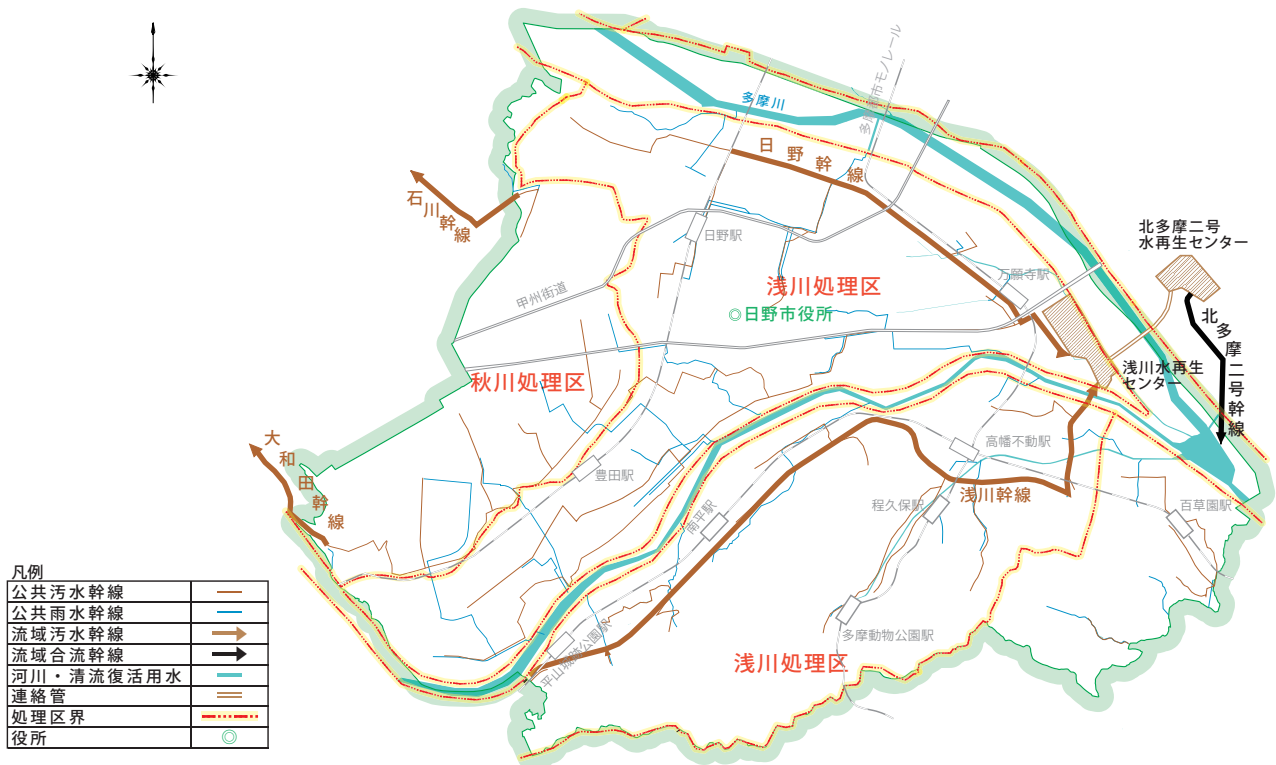 多摩川
多摩都市モノレール
日野幹線
石川幹線
北多摩二号
水再生センター
日野駅
万願寺駅
浅川処理区
甲州街道
日野市役所
北多摩二号幹線
浅川水再生
センター
秋川処理区
大和田幹線
高幡不動駅
豊田駅
浅川幹線
程久保駅
百草園駅
南平駅
多摩動物公園駅
平山城跡公園駅
浅川処理区
凡例
公共汚水幹線
公共雨水幹線
流域汚水幹線
流域合流幹線
河川・清流復活用水
連絡管
処理区界
役所